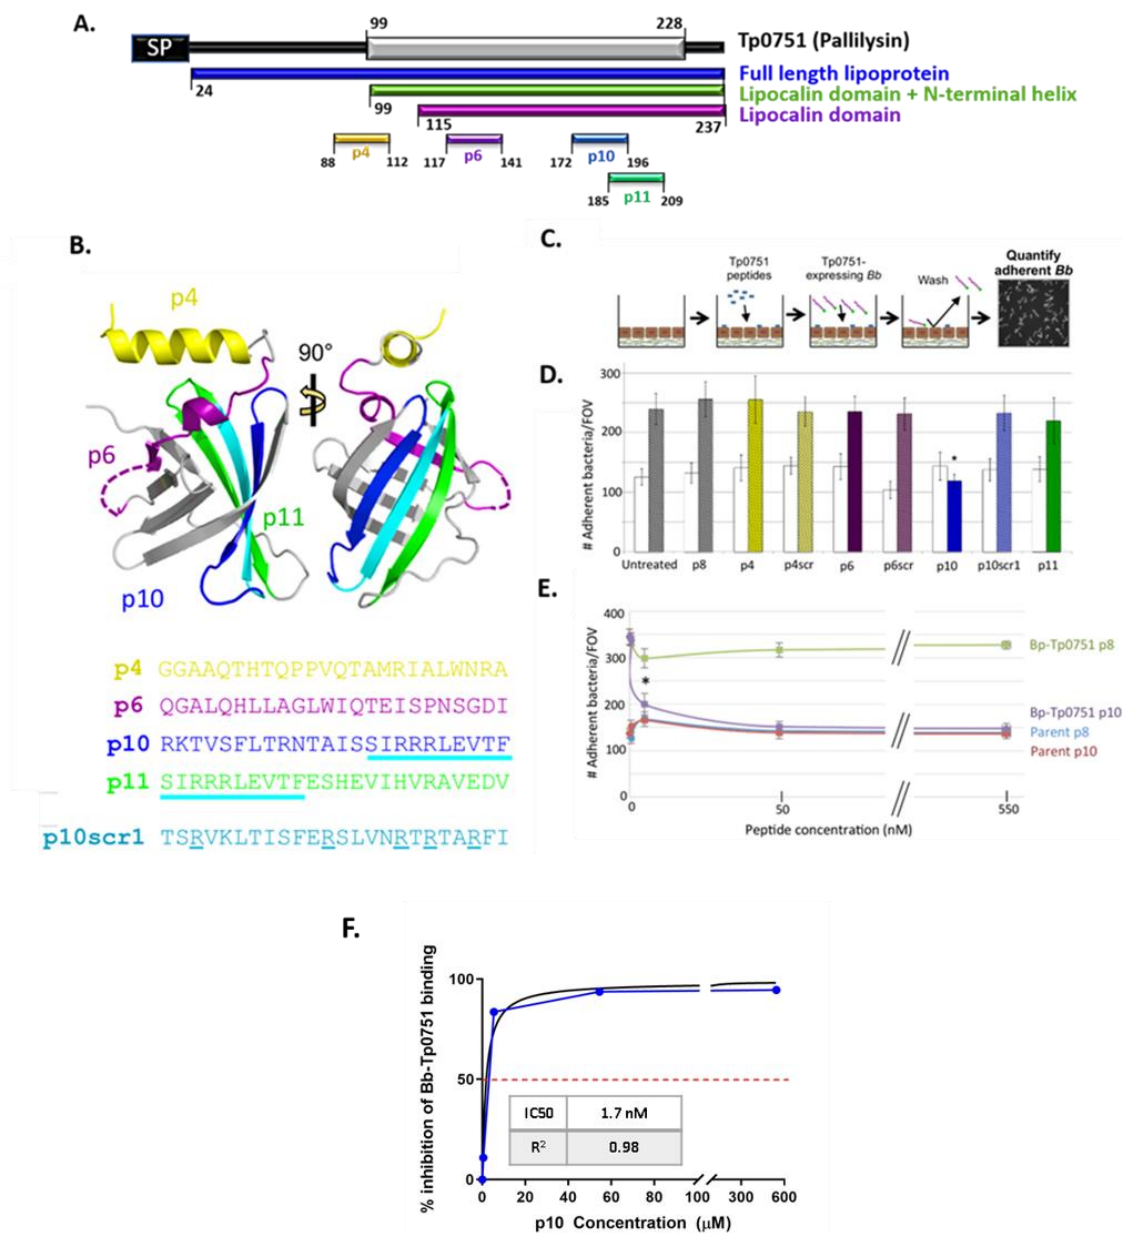 A.
99 228
SP
Tp0751 (Pallilysin)
Full length lipoprotein
24
Lipocalin domain + N-terminal helix
99
Lipocalin domain
115 237
p4 p6 p10
88 112 117 141 172 196
185 p11 209
B.
p4
90°
p6
p11
p10
p4 GGAAQTHTQPPVQTAMRIALWNRA
p6 QGALQHLLAGLWIQTEISPNSGDI
p10 RKTVSFLTRNTAISSIRRRLEVTF
p11 SIRRRLEVTFESHEVIHVRAVEDV
p10scr1 TSRVKLTISFERSLVNRTRTARFI
C.
Tp0751
peptides
Tp0751-
expressing Bb
Wash
Quantify
adherent Bb
D.
# Adherent bacteria/FOV
300
200
100
0
*
Untreated p8 p4 p4scr p6 p6scr p10 p10scr1 p11
E.
# Adherent bacteria/FOV
400
300
200
100
0
*
Bp-Tp0751 p8
Bp-Tp0751 p10
Parent p8
Parent p10
0 50 550
Peptide concentration (nM)
F.
% inhibition of Bb-Tp0751 binding
100
50
0
IC50 1.7 nM
R² 0.98
0 20 40 60 80 100 300 600
p10 Concentration (μM)